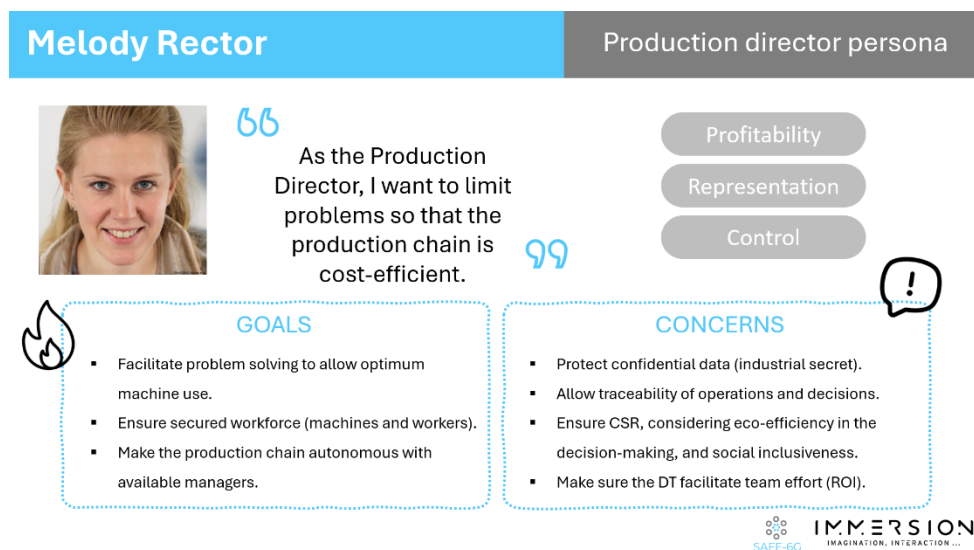 Melody Rector
Production director persona
As the Production
Director, I want to limit
problems so that the
production chain is
cost-efficient.
Profitability
Representation
Control
GOALS
▪ Facilitate problem solving to allow optimum
machine use.
▪ Ensure secured workforce (machines and workers).
▪ Make the production chain autonomous with
available managers.
CONCERNS
▪ Protect confidential data (industrial secret).
▪ Allow traceability of operations and decisions.
▪ Ensure CSR, considering eco-efficiency in the
decision-making, and social inclusiveness.
▪ Make sure the DT facilitate team effort (ROI).
SAFE-6G
IMMERSION
IMAGINATION, INTERACTION ...